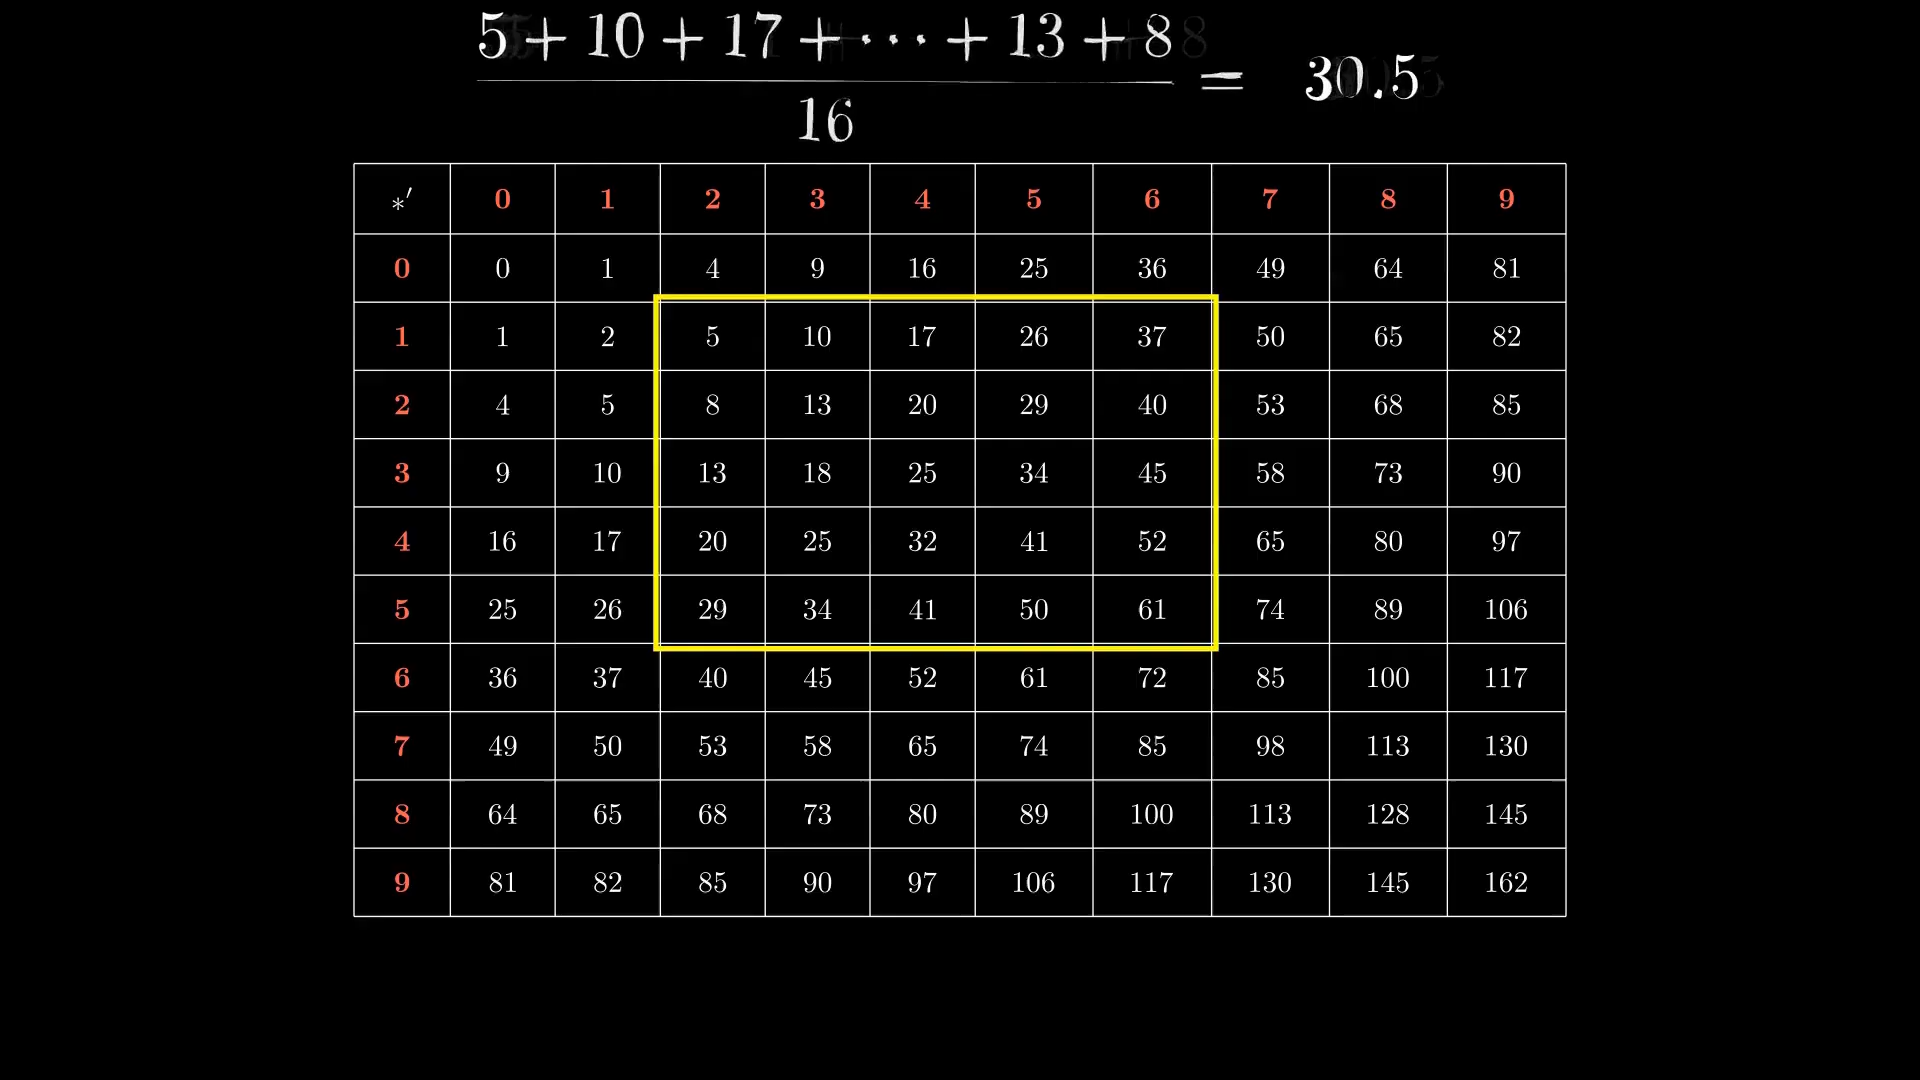 5 + 10 + 17 + ··· + 13 + 8
16
= 30.5
∗′ 0 1 2 3 4 5 6 7 8 9
0 0 1 4 9 16 25 36 49 64 81
1 1 2 5 10 17 26 37 50 65 82
2 4 5 8 13 20 29 40 53 68 85
3 9 10 13 18 25 34 45 58 73 90
4 16 17 20 25 32 41 52 65 80 97
5 25 26 29 34 41 50 61 74 89 106
6 36 37 40 45 52 61 72 85 100 117
7 49 50 53 58 65 74 85 98 113 130
8 64 65 68 73 80 89 100 113 128 145
9 81 82 85 90 97 106 117 130 145 162